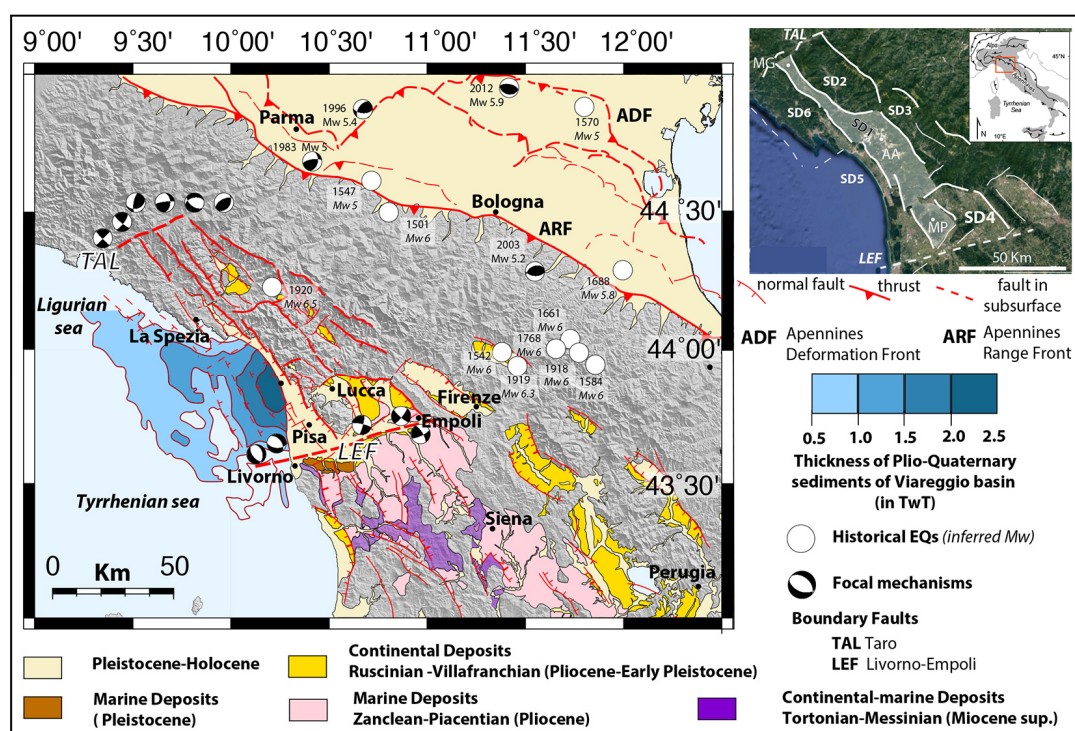 9°00' 9°30' 10°00' 10°30' 11°00' 11°30' 12°00'
2012
Mw 5.9
1996
Mw 5.4
Parma
1570
Mw 5
ADF
1983 Mw 5
1547
Mw 5
Bologna
44°30'
1501
Mw 6
ARF
2003
Mw 5.2
TAL
1688
Mw 5.8
Ligurian
sea
1920
Mw 6.5
La Spezia
1661
Mw 6
1768
Mw 6
44°00'
1542
Mw 6
1919
Mw 6.3
1918
Mw 6
1584
Mw 6
Lucca
Firenze
Empoli
Pisa
LEF
Livorno
43°30'
Tyrrhenian sea
Siena
Perugia
0 Km 50
TAL
MG
SD2
SD6
SD3
SD1
AA
SD5
SD4
MP
LEF
50 Km
Alps
45°N
Apennines
Tyrrhenian
Sea
N
10°E
normal fault
thrust
fault in
subsurface
ADF Apennines
Deformation Front
ARF Apennines
Range Front
0.5 1.0 1.5 2.0 2.5
Thickness of Plio-Quaternary
sediments of Viareggio basin
(in TwT)
Historical EQs (inferred Mw)
Focal mechanisms
Boundary Faults
TAL Taro
LEF Livorno-Empoli
Pleistocene-Holocene
Continental Deposits
Ruscinian -Villafranchian (Pliocene-Early Pleistocene)
Marine Deposits
( Pleistocene)
Marine Deposits
Zanclean-Piacentian (Pliocene)
Continental-marine Deposits
Tortonian-Messinian (Miocene sup.)